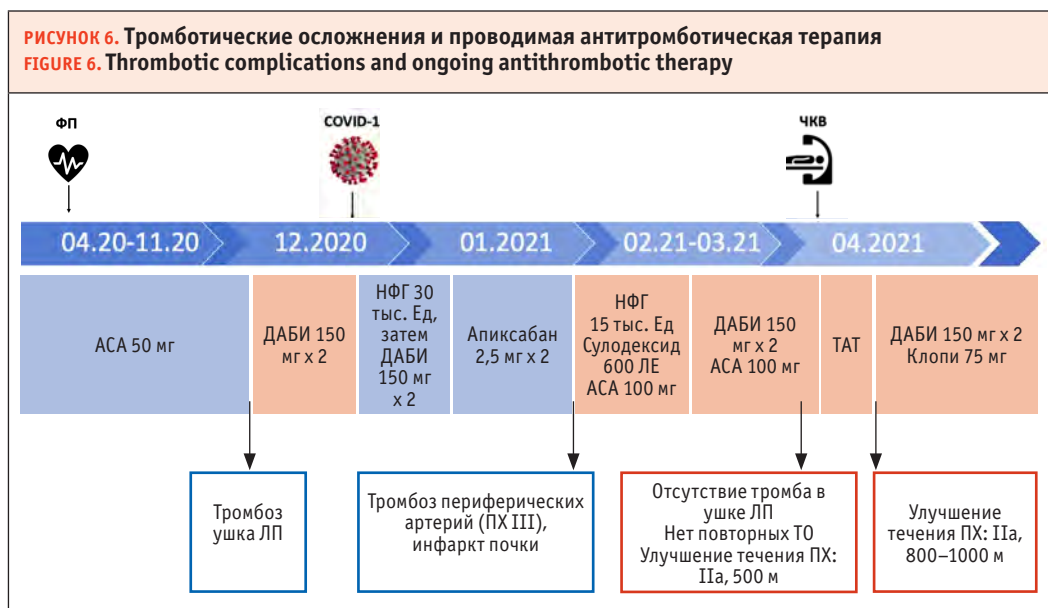 РИСУНОК 6. Тромботические осложнения и проводимая антитромботическая терапия
FIGURE 6. Thrombotic complications and ongoing antithrombotic therapy
ФП
COVID-1
ЧКВ
04.20-11.20
12.2020
01.2021
02.21-03.21
04.2021
АСА 50 мг
ДАБИ 150
мг х 2
НФГ 30
тыс. Ед,
затем
ДАБИ
150 мг
х 2
Апиксабан
2,5 мг х 2
НФГ
15 тыс. Ед
Сулодексид
600 ЛЕ
АСА 100 мг
ДАБИ 150
мг х 2
АСА 100 мг
ТАТ
ДАБИ 150 мг х 2
Клопи 75 мг
Тромбоз
ушка ЛП
Тромбоз периферических
артерий (ПХ III),
инфаркт почки
Отсутствие тромба в
ушке ЛП
Нет повторных ТО
Улучшение течения ПХ:
IIа, 500 м
Улучшение
течения ПХ: IIа,
800–1000 м